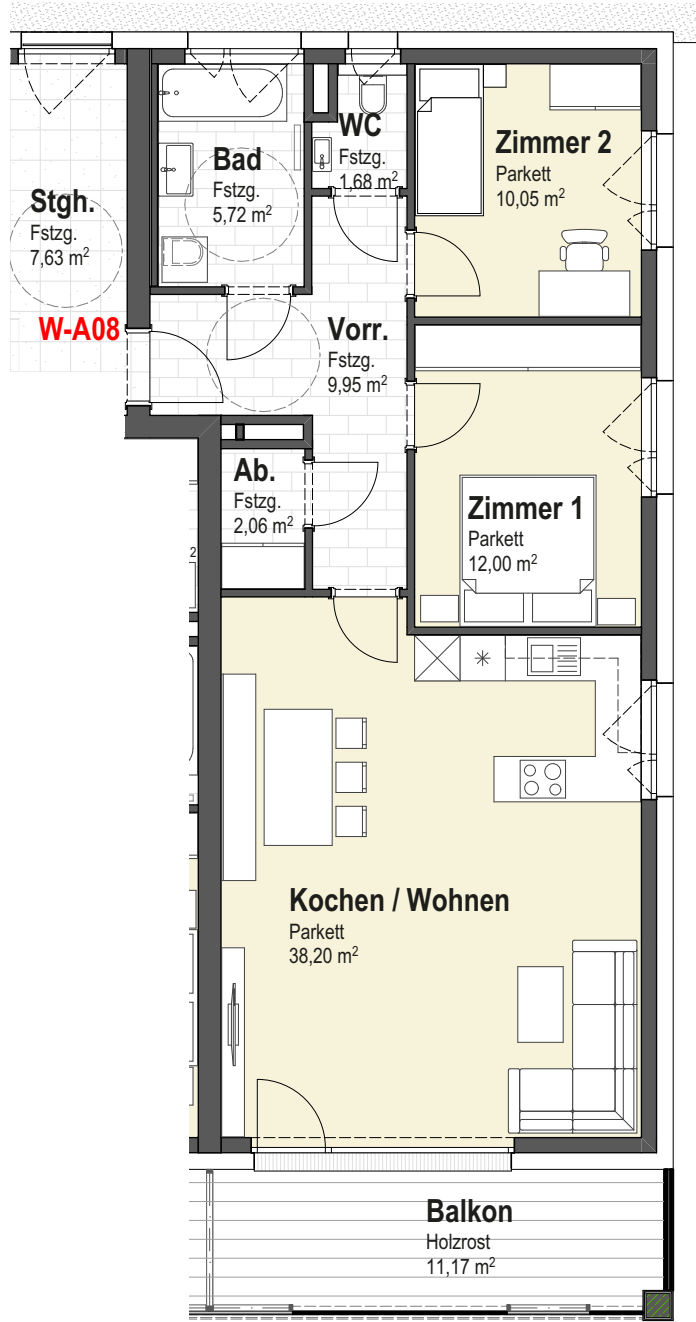 WC
Fstzg.
1,68 m²
Zimmer 2
Parkett
10,05 m²
Bad
Fstzg.
5,72 m²
Stgh.
Fstzg.
7,63 m²
W-A08
Vorr.
Fstzg.
9,95 m²
Ab.
Fstzg.
2,06 m²
Zimmer 1
Parkett
12,00 m²
2
Kochen / Wohnen
Parkett
38,20 m²
Balkon
Holzrost
11,17 m²